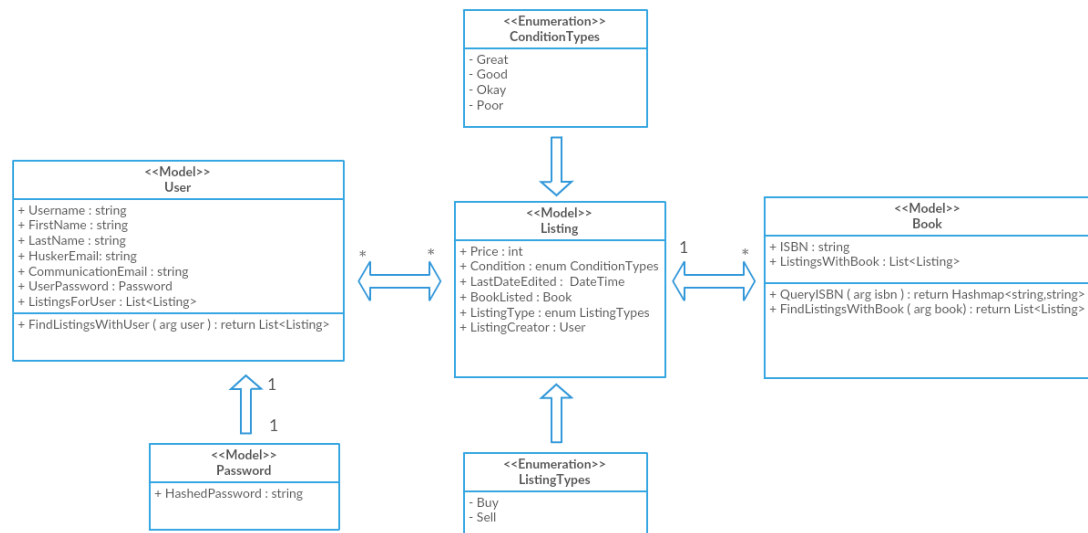 <<Enumeration>>
ConditionTypes
- Great
- Good
- Okay
- Poor
<<Model>>
User
+ Username : string
+ FirstName : string
+ LastName : string
+ HuskerEmail: string
+ CommunicationEmail : string
+ UserPassword : Password
+ ListingsForUser : List<Listing>
+ FindListingsWithUser ( arg user ) : return List<Listing>
* *
<<Model>>
Listing
+ Price : int
+ Condition : enum ConditionTypes
+ LastDateEdited : DateTime
+ BookListed : Book
+ ListingType : enum ListingTypes
+ ListingCreator : User
1 *
<<Model>>
Book
+ ISBN : string
+ ListingsWithBook : List<Listing>
+ QueryISBN ( arg isbn ) : return Hashmap<string,string>
+ FindListingsWithBook ( arg book) : return List<Listing>
1
1
<<Model>>
Password
+ HashedPassword : string
<<Enumeration>>
ListingTypes
- Buy
- Sell